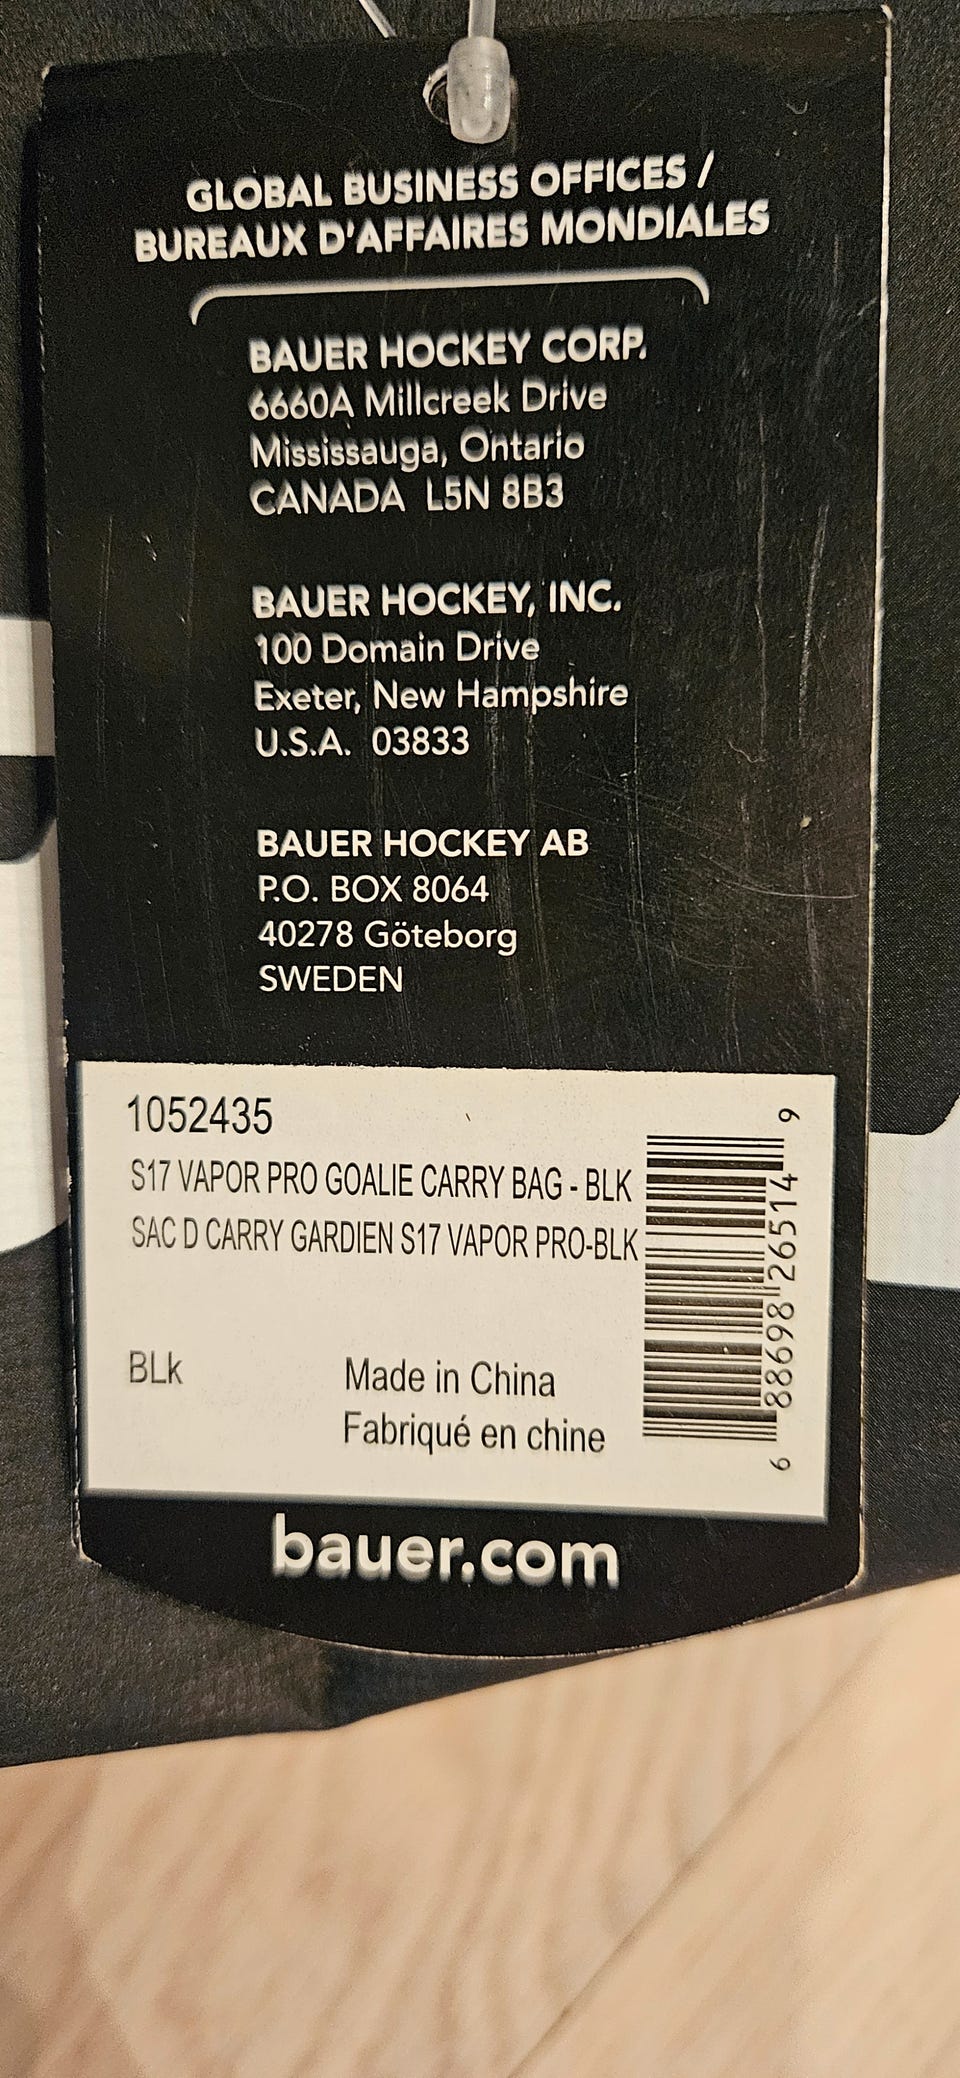 GLOBAL BUSINESS OFFICES /
BUREAUX D'AFFAIRES MONDIALES
BAUER HOCKEY CORP.
6660A Millcreek Drive
Mississauga, Ontario
CANADA L5N 8B3
BAUER HOCKEY, INC.
100 Domain Drive
Exeter, New Hampshire
U.S.A. 03833
BAUER HOCKEY AB
P.O. BOX 8064
40278 Göteborg
SWEDEN
1052435
S17 VAPOR PRO GOALIE CARRY BAG - BLK
SAC D CARRY GARDIEN S17 VAPOR PRO-BLK
BLk
Made in China
Fabriqué en chine
6 88698 26514 9
bauer.com